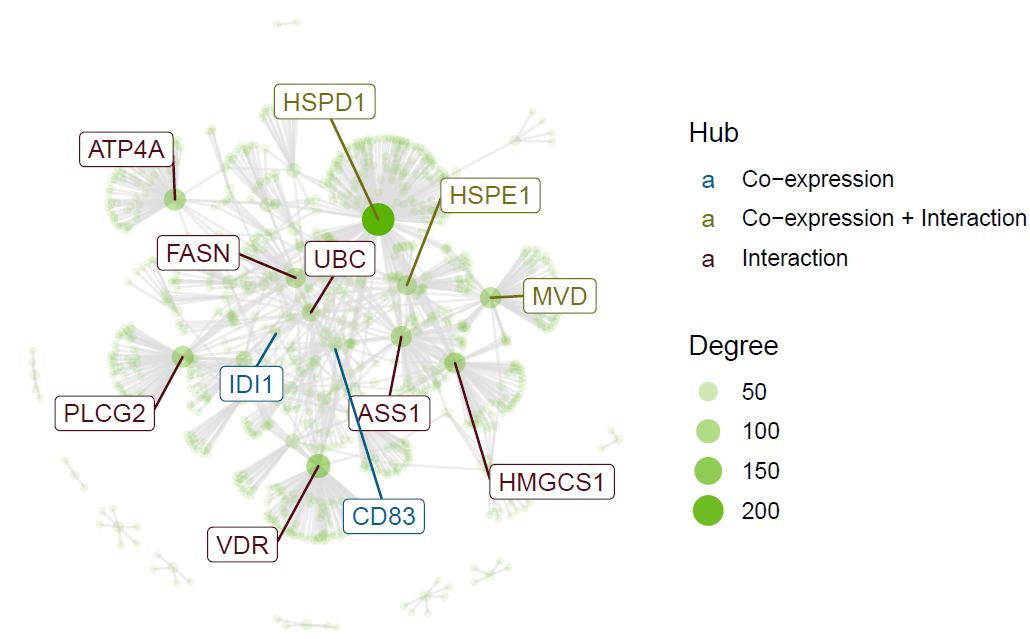 HSPD1
ATP4A
HSPE1
FASN
UBC
MVD
IDI1
PLCG2
ASS1
HMGCS1
CD83
VDR
Hub
a Co−expression
a Co−expression + Interaction
a Interaction
Degree
50
100
150
200